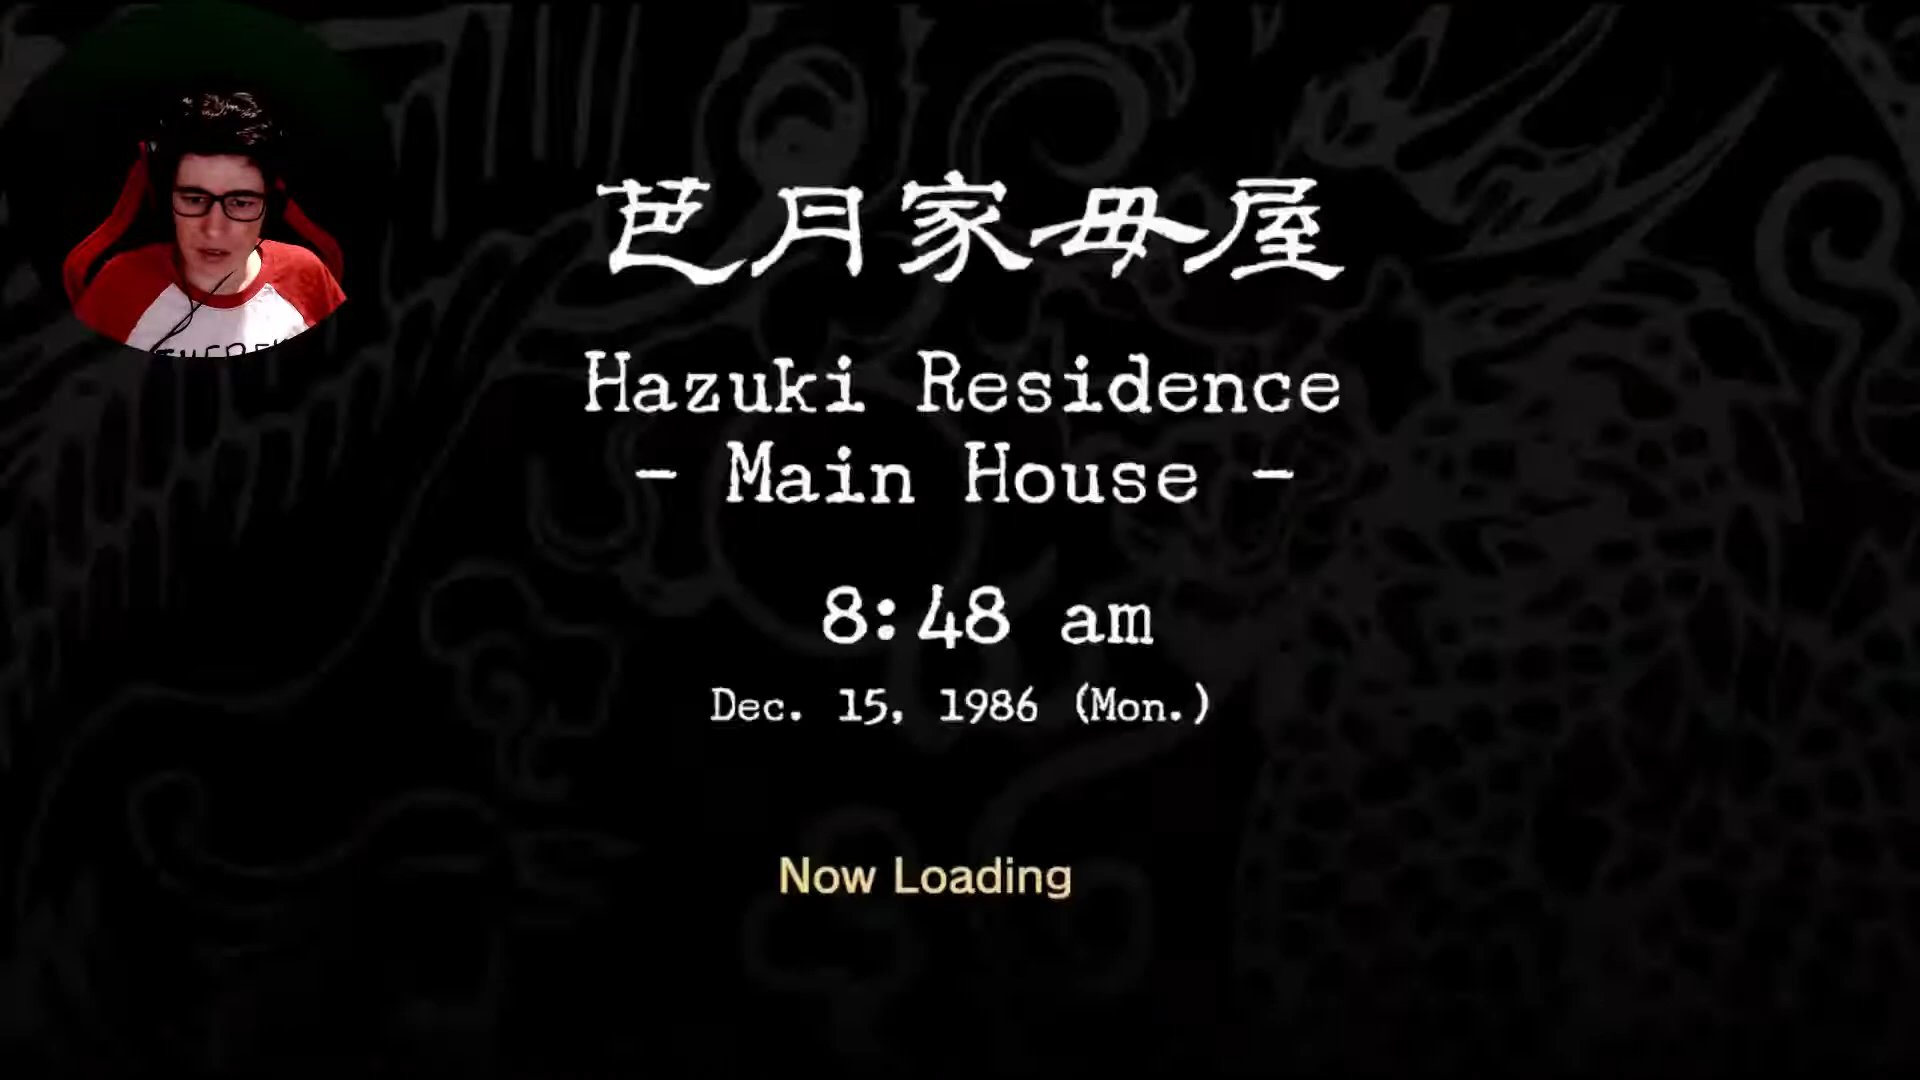 芭月家母屋
Hazuki Residence
- Main House -
8:48 am
Dec. 15, 1986 (Mon.)
Now Loading